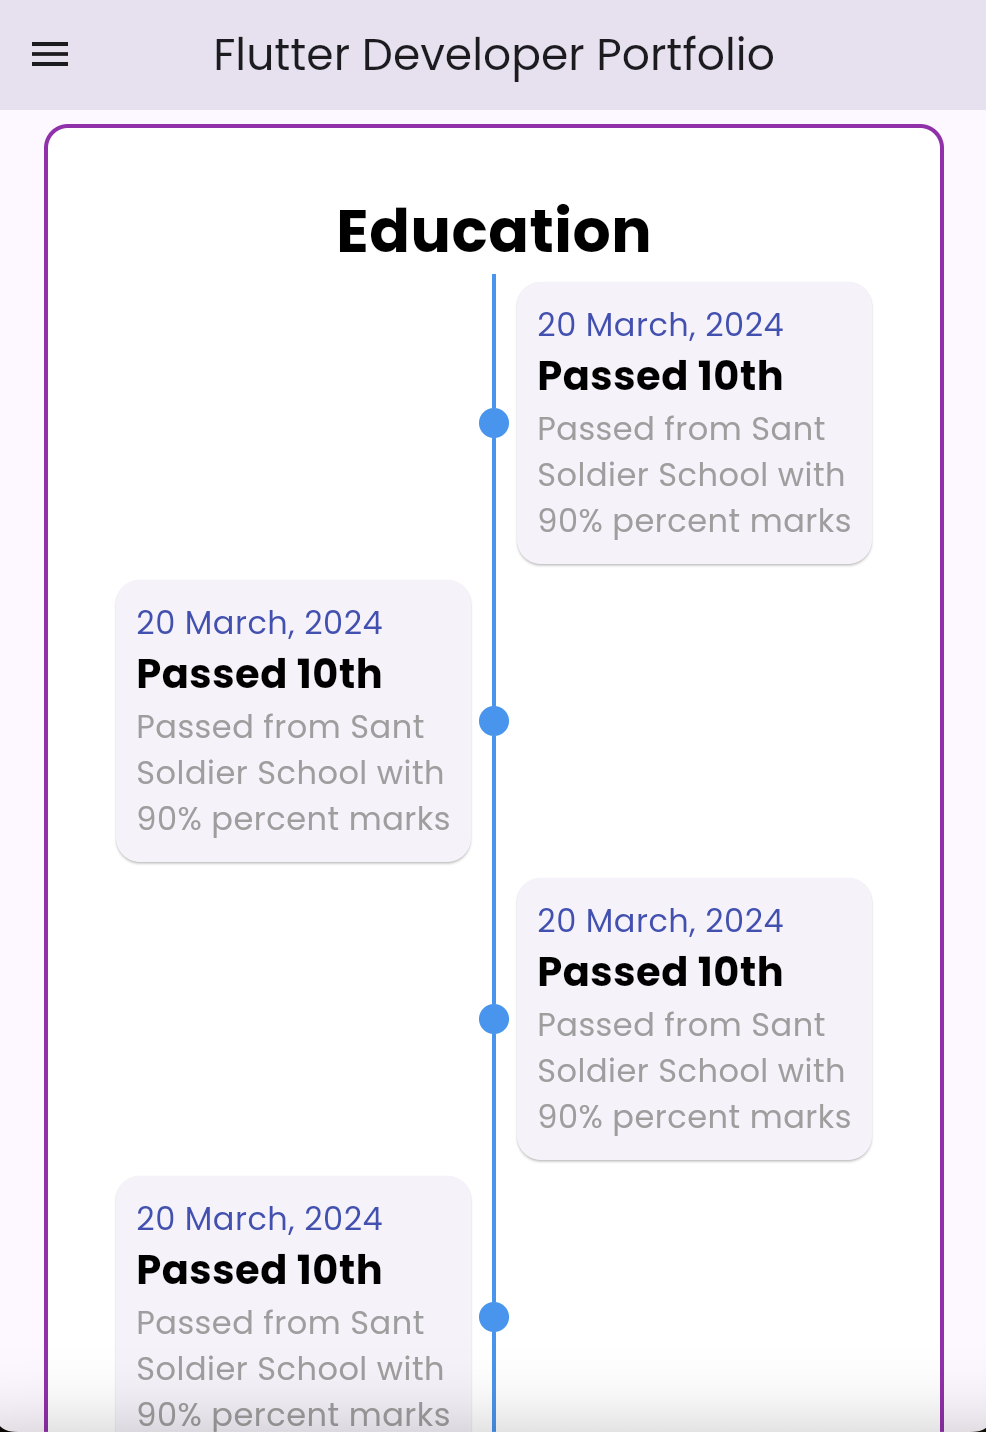 Flutter Developer Portfolio
Education
20 March, 2024
Passed 10th
Passed from Sant
Soldier School with
90% percent marks
20 March, 2024
Passed 10th
Passed from Sant
Soldier School with
90% percent marks
20 March, 2024
Passed 10th
Passed from Sant
Soldier School with
90% percent marks
20 March, 2024
Passed 10th
Passed from Sant
Soldier School with
90% percent marks